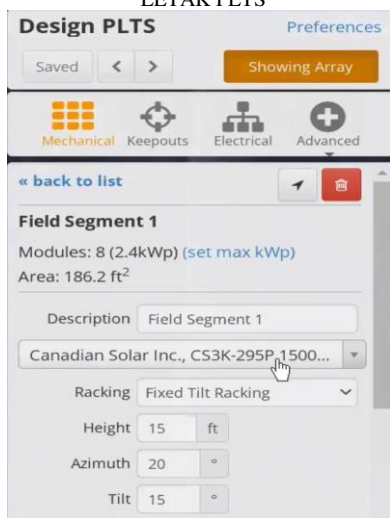 LETAK PLTS
Design PLTS Preferences
Saved < > Showing Array
Mechanical Keepouts Electrical Advanced
« back to list
Field Segment 1
Modules: 8 (2.4kWp) (set max kWp)
Area: 186.2 ft²
Description Field Segment 1
Canadian Solar Inc., CS3K-295P 1500...
Racking Fixed Tilt Racking
Height 15 ft
Azimuth 20 °
Tilt 15 °